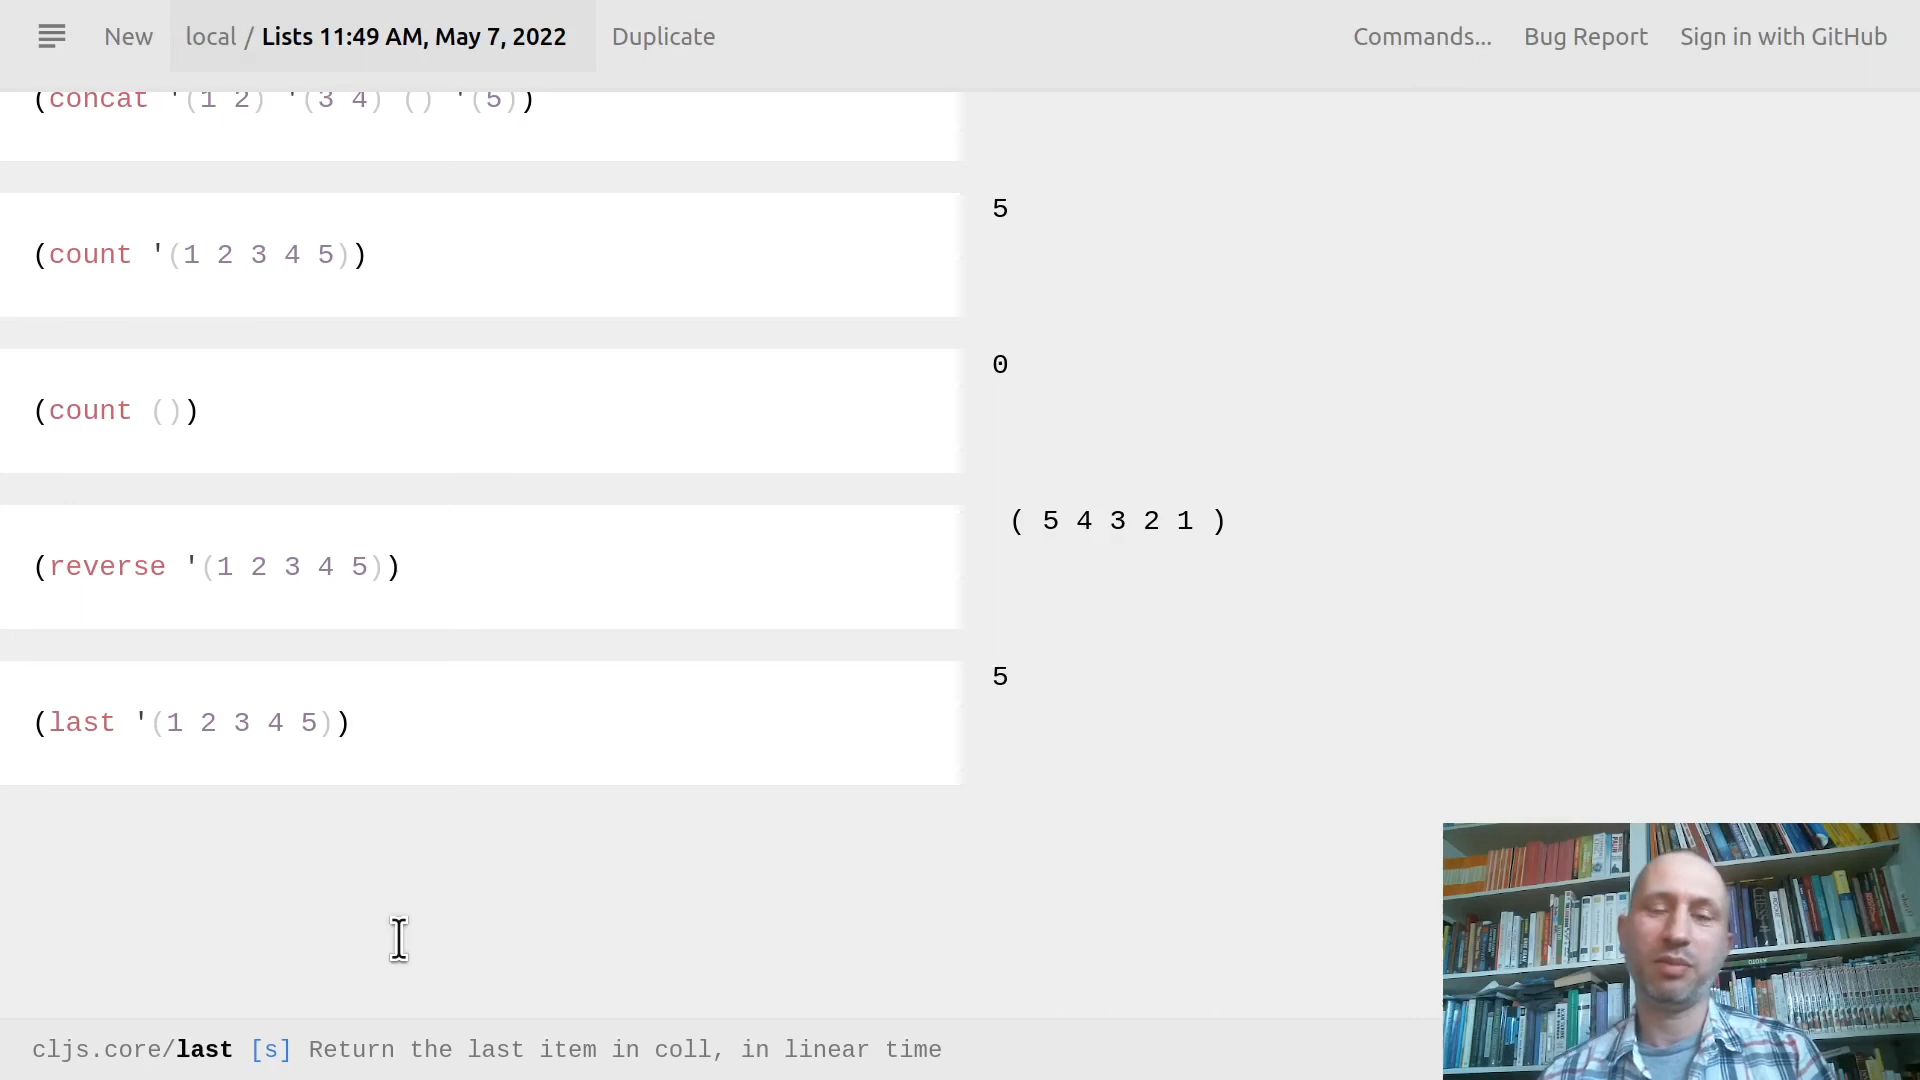 New local / Lists 11:49 AM, May 7, 2022 Duplicate Commands... Bug Report Sign in with GitHub
(concat '(1 2) '(3 4) () '(5))
5
(count '(1 2 3 4 5))
0
(count ())
( 5 4 3 2 1 )
(reverse '(1 2 3 4 5))
5
(last '(1 2 3 4 5))
cljs.core/last [s] Return the last item in coll, in linear time